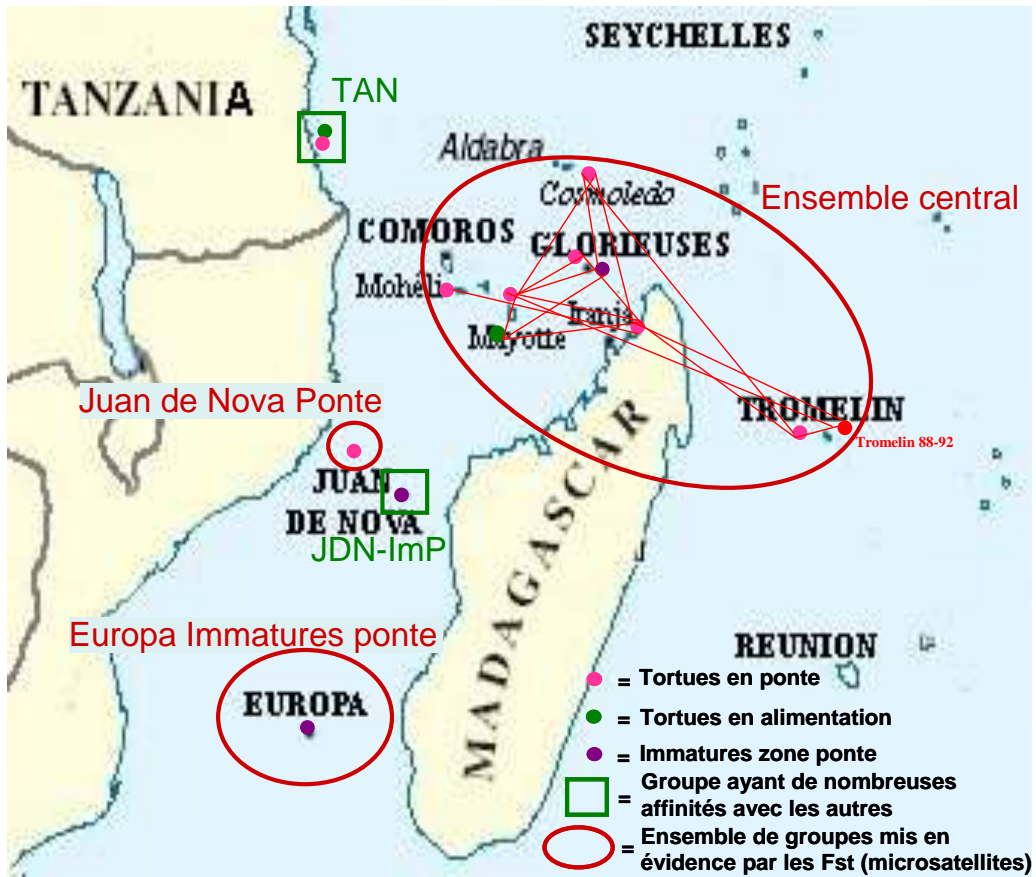 SEYCHELLES
TANZANIA
TAN
Aldabra
Cosmoledo
Ensemble central
COMOROS
GLORIEUSES
Mohéli
Iranja
Mayotte
Juan de Nova Ponte
TROMELIN
Tromelin 88-92
JUAN
DE NOVA
JDN-ImP
MADAGASCAR
Europa Immatures ponte
EUROPA
REUNION
= Tortues en ponte
= Tortues en alimentation
= Immatures zone ponte
= Groupe ayant de nombreuses
affinités avec les autres
= Ensemble de groupes mis en
évidence par les Fst (microsatellites)